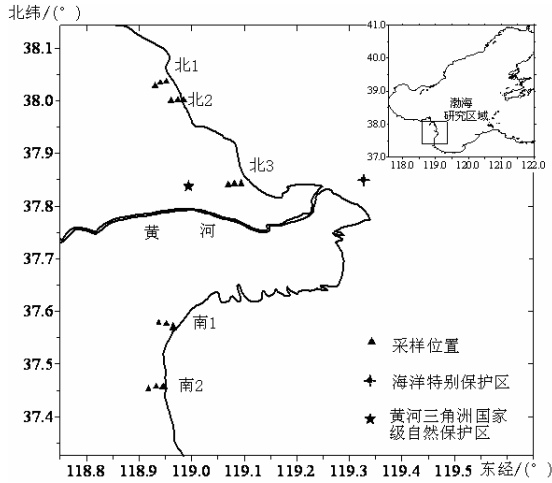 北纬/(°)
38.1
38.0
37.9
37.8
37.7
37.6
37.5
37.4
118.8 118.9 119.0 119.1 119.2 119.3 119.4 119.5 东经/(°)
北1
北2
北3
黄 河
南1
南2
41.0
40.0
39.0
38.0
37.0
117.6 118.0 119.0 120.0 121.0 122.0
渤海
研究区域
采样位置
海洋特别保护区
黄河三角洲国家
级自然保护区